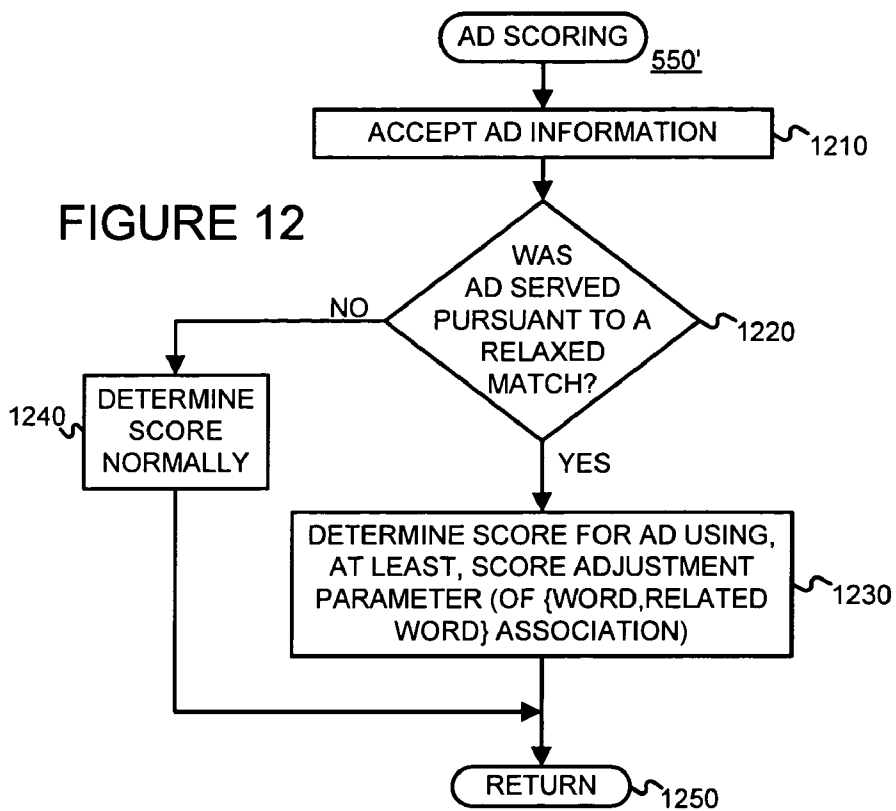 AD SCORING
550'
ACCEPT AD INFORMATION
1210
FIGURE 12
WAS
AD SERVED
PURSUANT TO A
RELAXED
MATCH?
1220
NO
1240
DETERMINE
SCORE
NORMALLY
YES
DETERMINE SCORE FOR AD USING,
AT LEAST, SCORE ADJUSTMENT
PARAMETER (OF {WORD,RELATED
WORD} ASSOCIATION)
1230
RETURN
1250